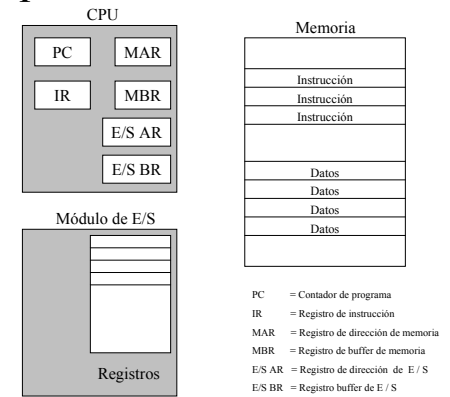 CPU
PC
MAR
IR
MBR
E/S AR
E/S BR
Módulo de E/S
Registros
Memoria
Instrucción
Instrucción
Instrucción
Datos
Datos
Datos
Datos
PC = Contador de programa
IR = Registro de instrucción
MAR = Registro de dirección de memoria
MBR = Registro de buffer de memoria
E/S AR = Registro de dirección de E / S
E/S BR = Registro buffer de E / S